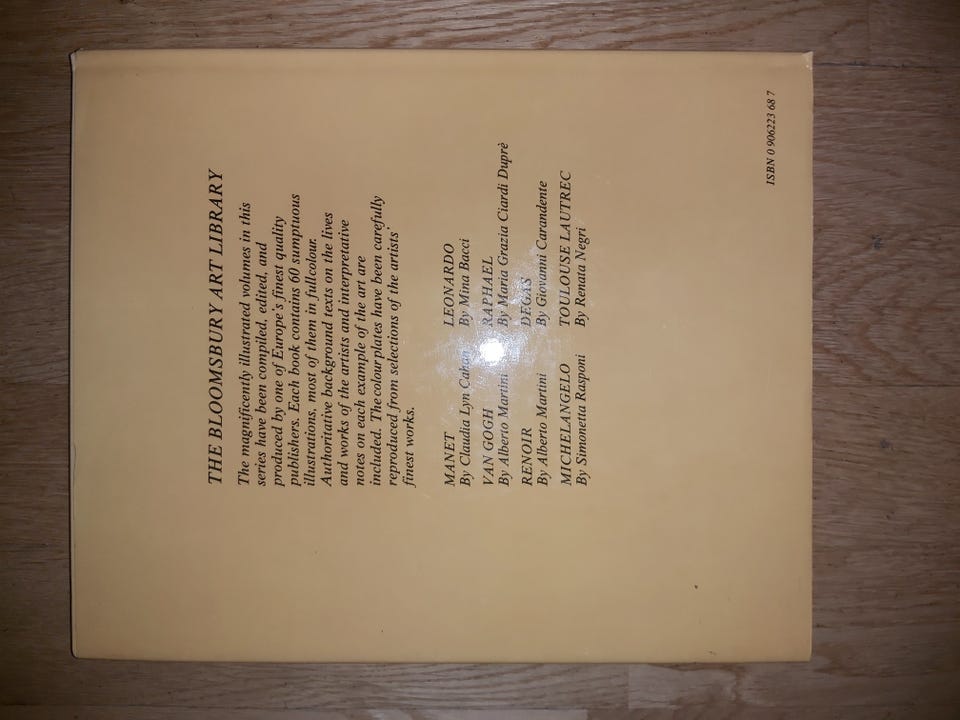 THE BLOOMSBURY ART LIBRARY
The magnificently illustrated volumes in this
series have been compiled, edited, and
produced by one of Europe's finest quality
publishers. Each book contains 60 sumptuous
illustrations, most of them in full colour.
Authoritative background texts on the lives
and works of the artists and interpretative
notes on each example of the art are
included. The colour plates have been carefully
reproduced from selections of the artists'
finest works.
MANET
By Claudia Lyn Cahan
VAN GOGH
By Alberto Martini
RENOIR
By Alberto Martini
MICHELANGELO
By Simonetta Rasponi
LEONARDO
By Mina Bacci
RAPHAEL
By Maria Grazia Ciardi Duprè
DEGAS
By Giovanni Carandente
TOULOUSE LAUTREC
By Renata Negri
ISBN 0 906223 68 7